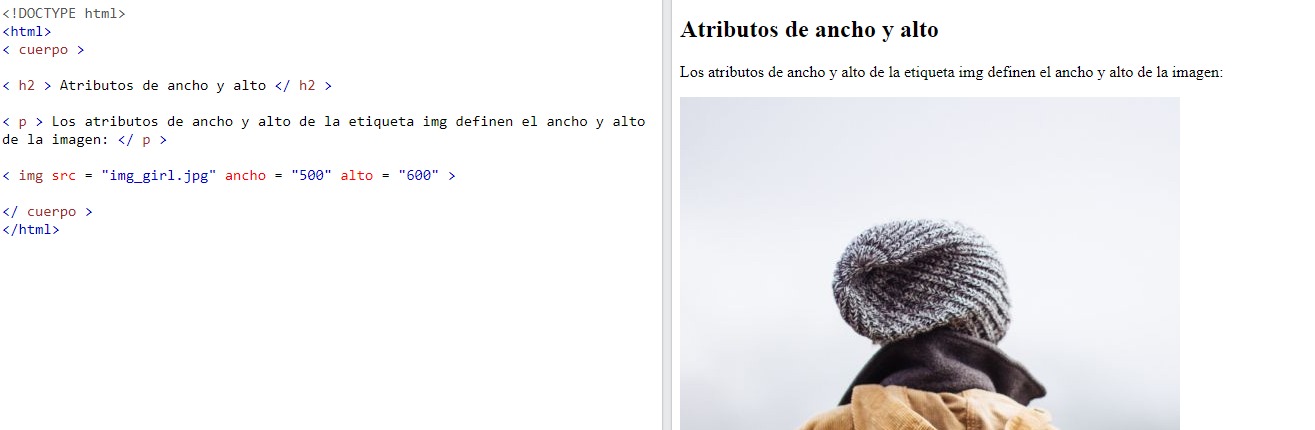 <!DOCTYPE html>
<html>
< cuerpo >
< h2 > Atributos de ancho y alto </ h2 >
< p > Los atributos de ancho y alto de la etiqueta img definen el ancho y alto
de la imagen: </ p >
< img src = "img_girl.jpg" ancho = "500" alto = "600" >
</ cuerpo >
</html>
Atributos de ancho y alto
Los atributos de ancho y alto de la etiqueta img definen el ancho y alto de la imagen: